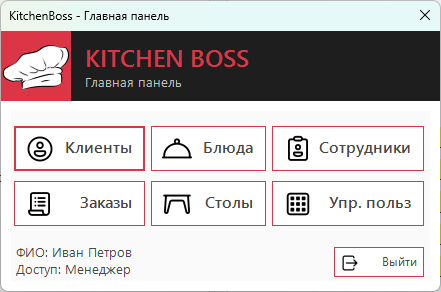 KitchenBoss - Главная панель
KITCHEN BOSS
Главная панель
Клиенты
Блюда
Сотрудники
Заказы
Столы
Упр. польз
ФИО: Иван Петров
Доступ: Менеджер
Выйти